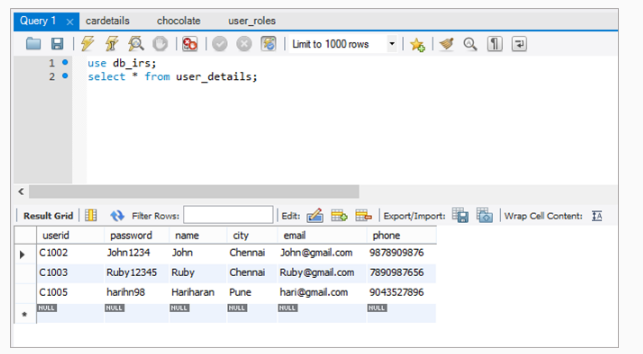 Query 1 × cardetails chocolate user_roles
Limit to 1000 rows
1 use db_irs;
2 select * from user_details;
Result Grid Filter Rows: Edit: Export/Import: Wrap Cell Content:
userid password name city email phone
C1002 John1234 John Chennai John@gmail.com 9878909876
C1003 Ruby12345 Ruby Chennai Ruby@gmail.com 7890987656
C1005 harihn98 Hariharan Pune hari@gmail.com 9043527896
NULL NULL NULL NULL NULL NULL